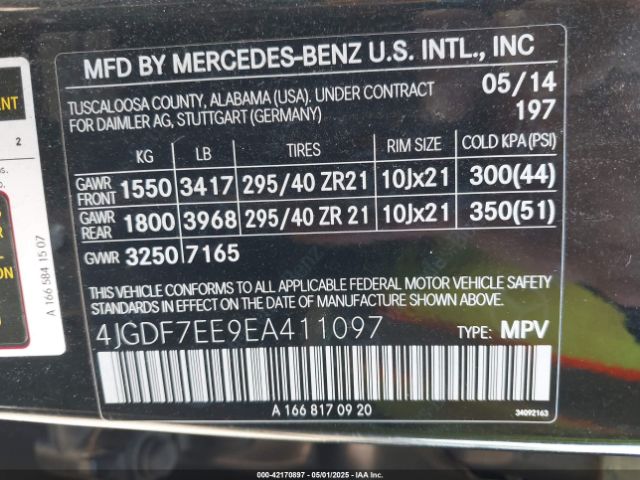 MFD BY MERCEDES-BENZ U.S. INTL., INC
TUSCALOOSA COUNTY, ALABAMA (USA). UNDER CONTRACT
FOR DAIMLER AG, STUTTGART (GERMANY)
05/14
197
KG LB TIRES RIM SIZE COLD KPA (PSI)
GAWR FRONT 1550 3417 295/40 ZR21 10Jx21 300(44)
GAWR REAR 1800 3968 295/40 ZR 21 10Jx21 350(51)
GVWR 3250 7165
THIS VEHICLE CONFORMS TO ALL APPLICABLE FEDERAL MOTOR VEHICLE SAFETY
STANDARDS IN EFFECT ON THE DATE OF MANUFACTURE SHOWN ABOVE.
4JGDF7EE9EA411097 TYPE: MPV
A 166 817 09 20
34092163
2
A 166 584 15 07
000-42170897 - 05/01/2025 - IAAI.COM